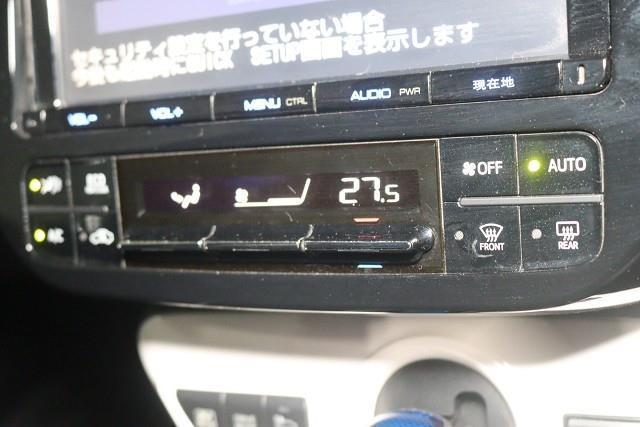 セキュリティ設定を行っていない場合
QUICK SETUP画面を表示します
VOL− VOL+ MENU CTRL AUDIO PWR 現在地
27.5
OFF AUTO
A/C FRONT REAR